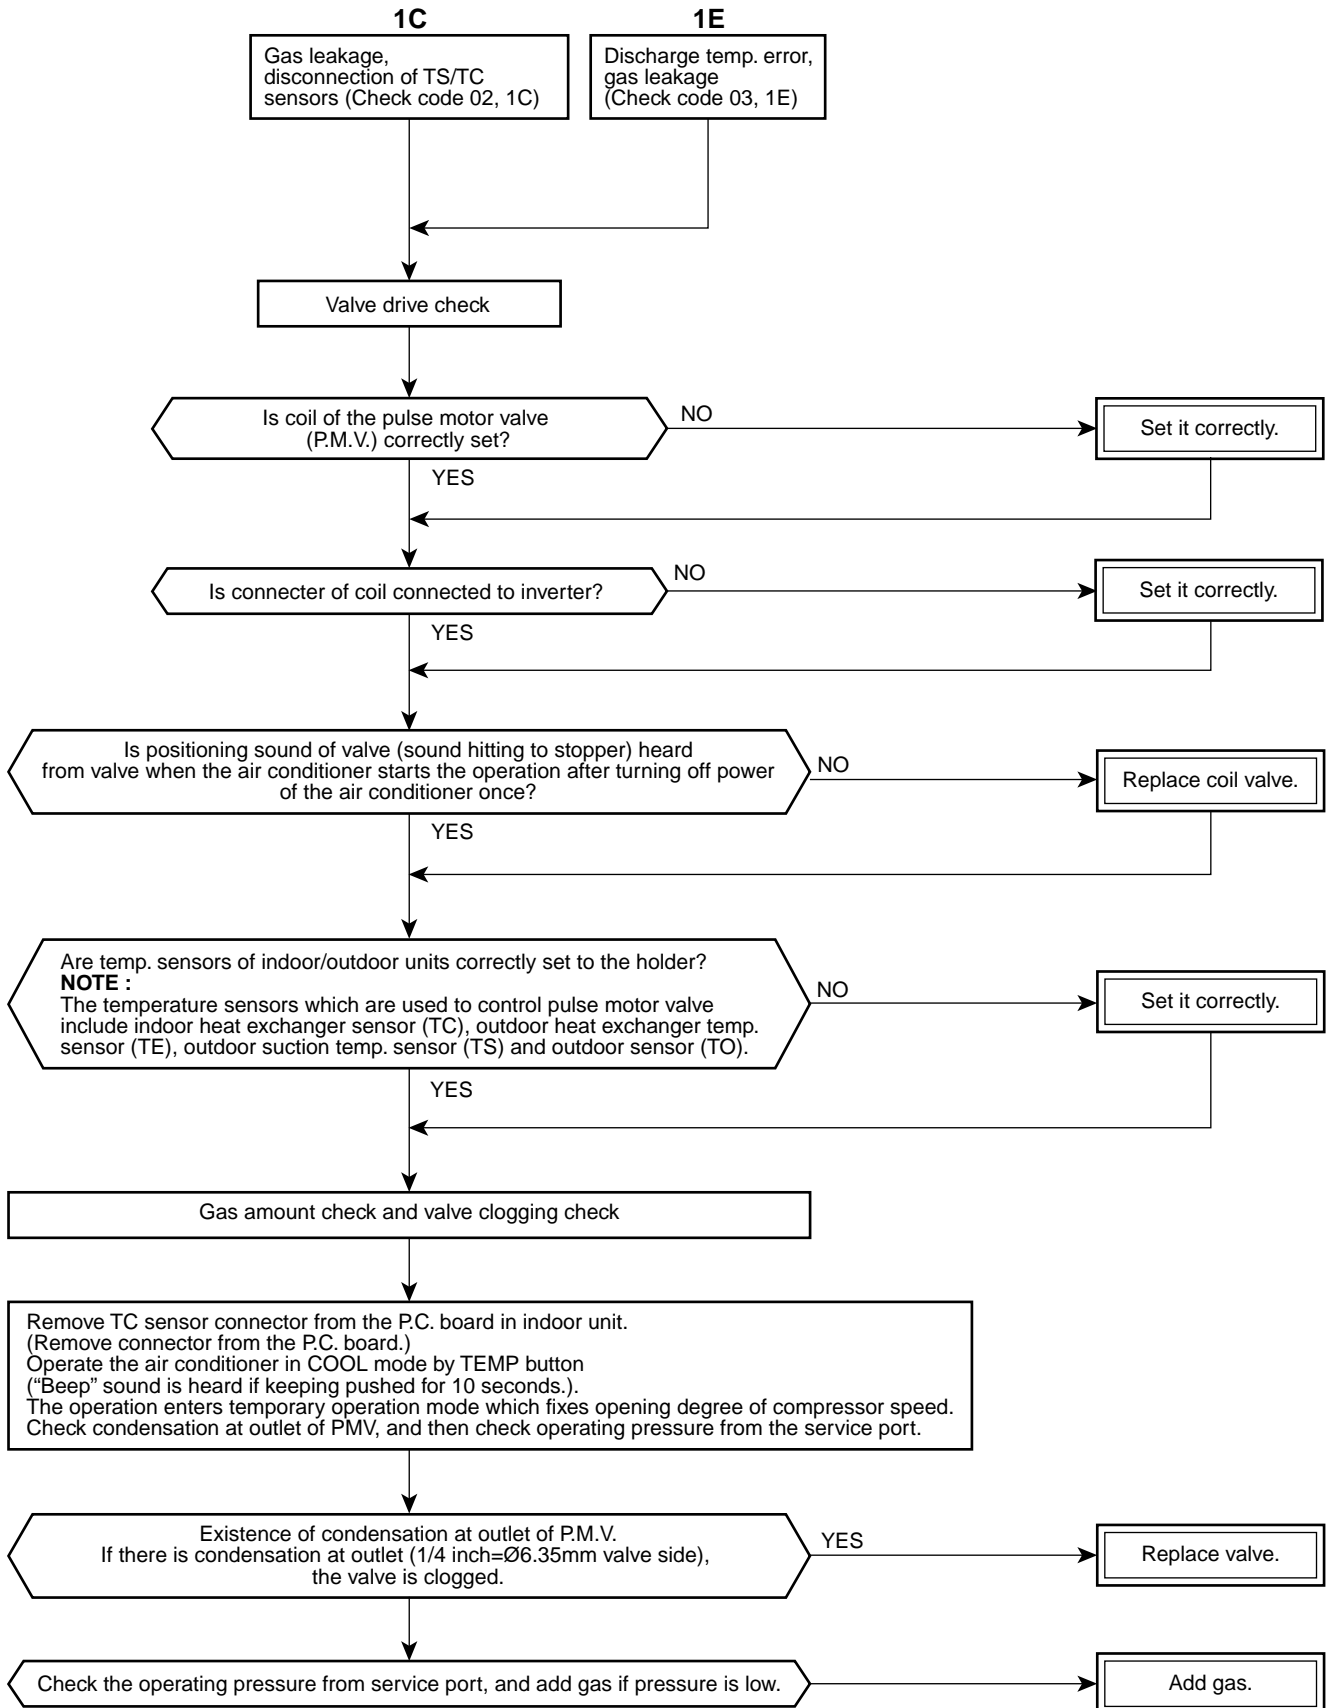 1C
1E
Gas leakage,
disconnection of TS/TC
sensors (Check code 02, 1C)
Discharge temp. error,
gas leakage
(Check code 03, 1E)
Valve drive check
Is coil of the pulse motor valve
(P.M.V.) correctly set?
NO
Set it correctly.
YES
Is connecter of coil connected to inverter?
NO
Set it correctly.
YES
Is positioning sound of valve (sound hitting to stopper) heard
from valve when the air conditioner starts the operation after turning off power
of the air conditioner once?
NO
Replace coil valve.
YES
Are temp. sensors of indoor/outdoor units correctly set to the holder?
NOTE :
The temperature sensors which are used to control pulse motor valve
include indoor heat exchanger sensor (TC), outdoor heat exchanger temp.
sensor (TE), outdoor suction temp. sensor (TS) and outdoor sensor (TO).
NO
Set it correctly.
YES
Gas amount check and valve clogging check
Remove TC sensor connector from the P.C. board in indoor unit.
(Remove connector from the P.C. board.)
Operate the air conditioner in COOL mode by TEMP button
(“Beep” sound is heard if keeping pushed for 10 seconds.).
The operation enters temporary operation mode which fixes opening degree of compressor speed.
Check condensation at outlet of PMV, and then check operating pressure from the service port.
Existence of condensation at outlet of P.M.V.
If there is condensation at outlet (1/4 inch=Ø6.35mm valve side),
the valve is clogged.
YES
Replace valve.
Check the operating pressure from service port, and add gas if pressure is low.
Add gas.